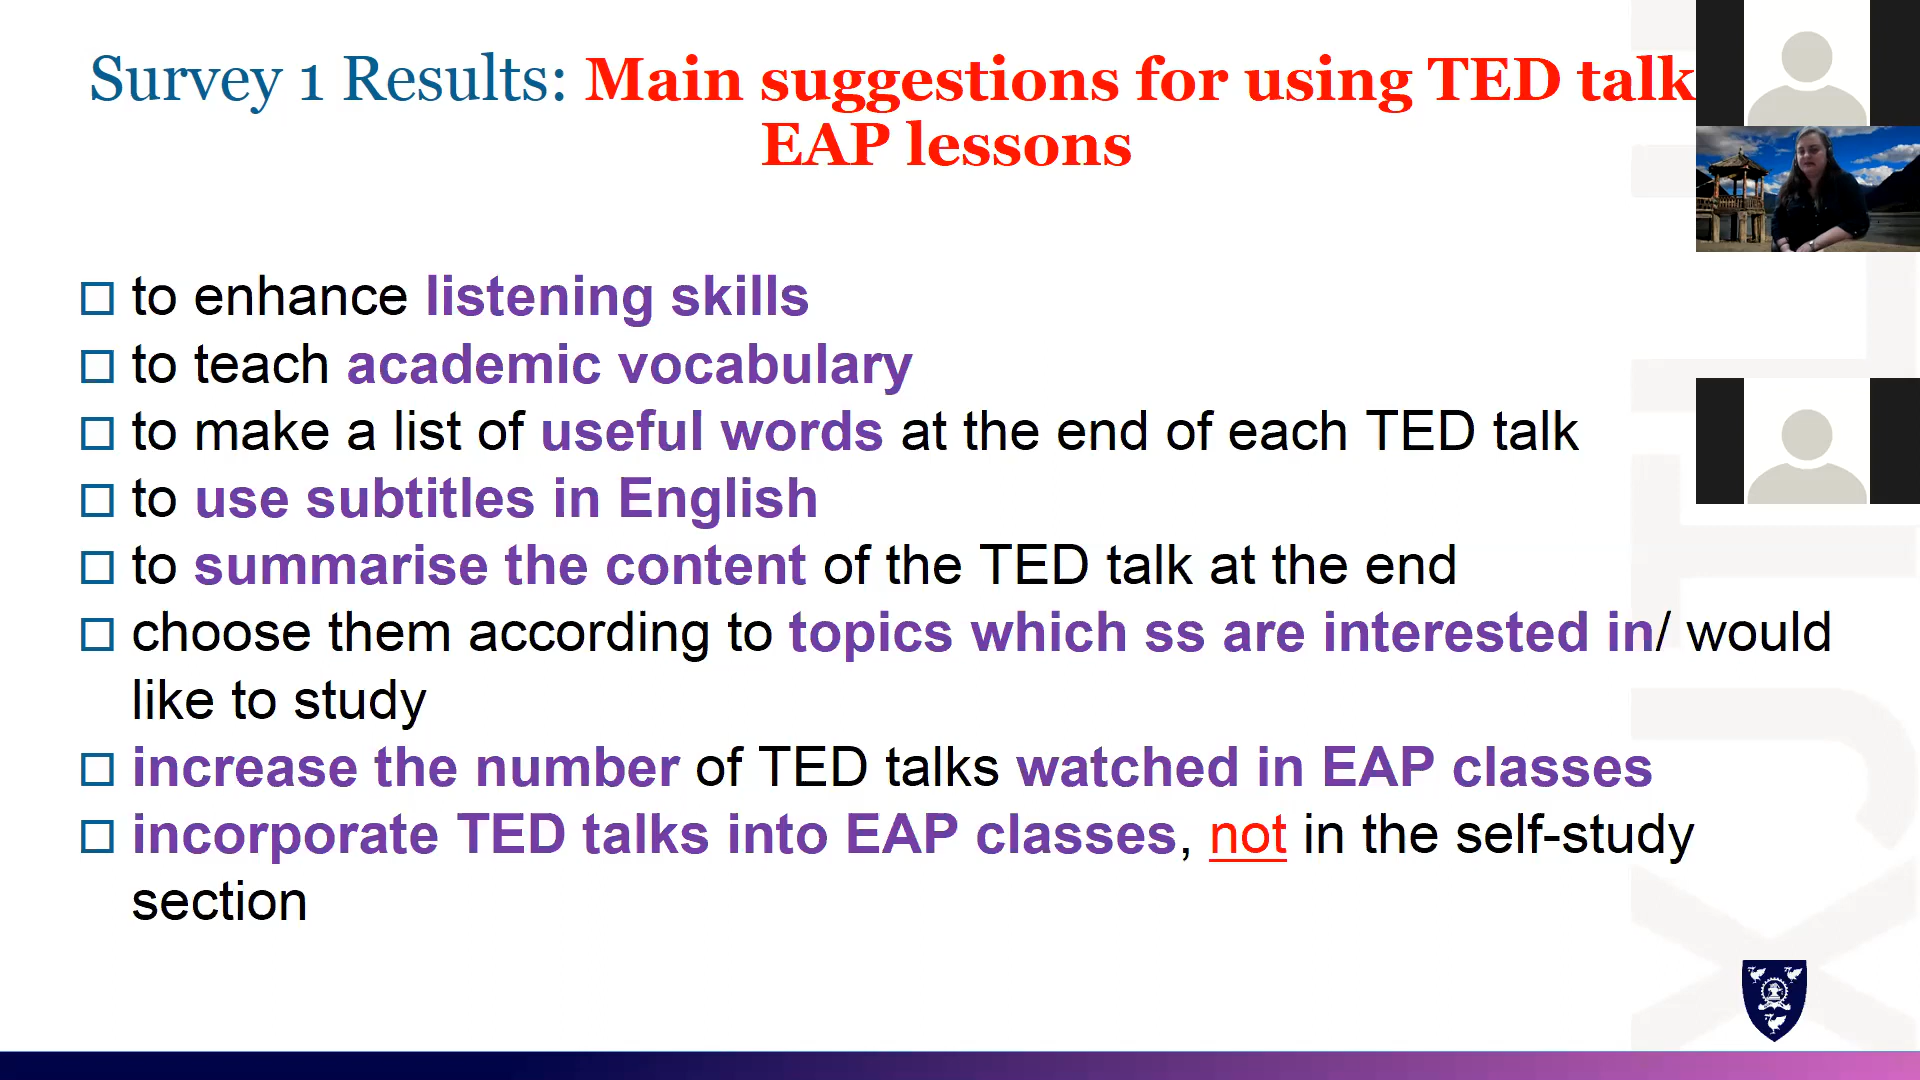 Survey 1 Results: Main suggestions for using TED talk
EAP lessons
to enhance listening skills
to teach academic vocabulary
to make a list of useful words at the end of each TED talk
to use subtitles in English
to summarise the content of the TED talk at the end
choose them according to topics which ss are interested in/ would
like to study
increase the number of TED talks watched in EAP classes
incorporate TED talks into EAP classes, not in the self-study
section